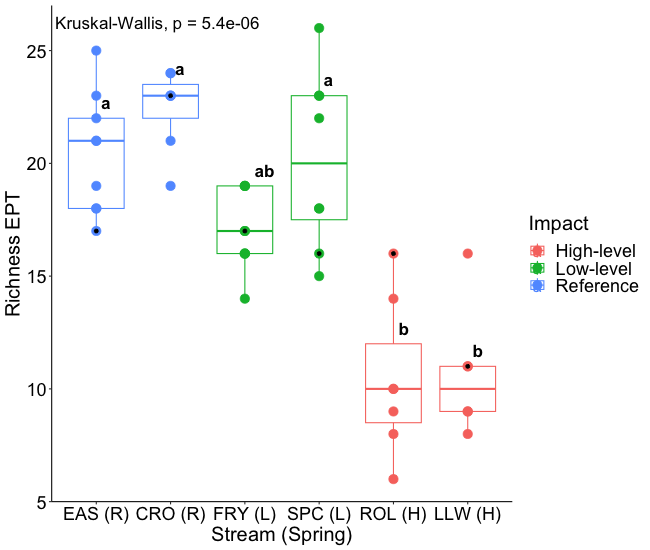 Kruskal-Wallis, p = 5.4e-06
25
20
15
10
5
Richness EPT
a
a
ab
a
b
b
EAS (R) CRO (R) FRY (L) SPC (L) ROL (H) LLW (H)
Stream (Spring)
Impact
High-level
Low-level
Reference